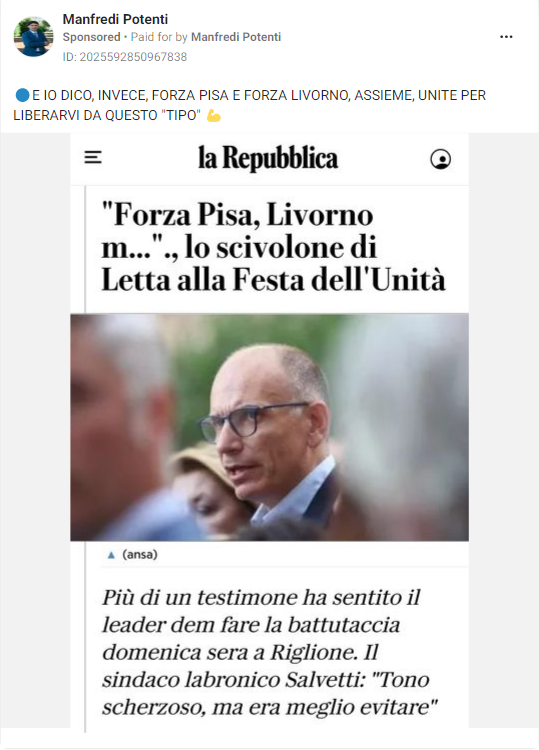 Manfredi Potenti
Sponsored • Paid for by Manfredi Potenti
ID: 2025592850967838
🔵E IO DICO, INVECE, FORZA PISA E FORZA LIVORNO, ASSIEME, UNITE PER
LIBERARVI DA QUESTO "TIPO" 💪
la Repubblica
"Forza Pisa, Livorno
m..."., lo scivolone di
Letta alla Festa dell'Unità
(ansa)
Più di un testimone ha sentito il
leader dem fare la battutaccia
domenica sera a Riglione. Il
sindaco labronico Salvetti: "Tono
scherzoso, ma era meglio evitare"